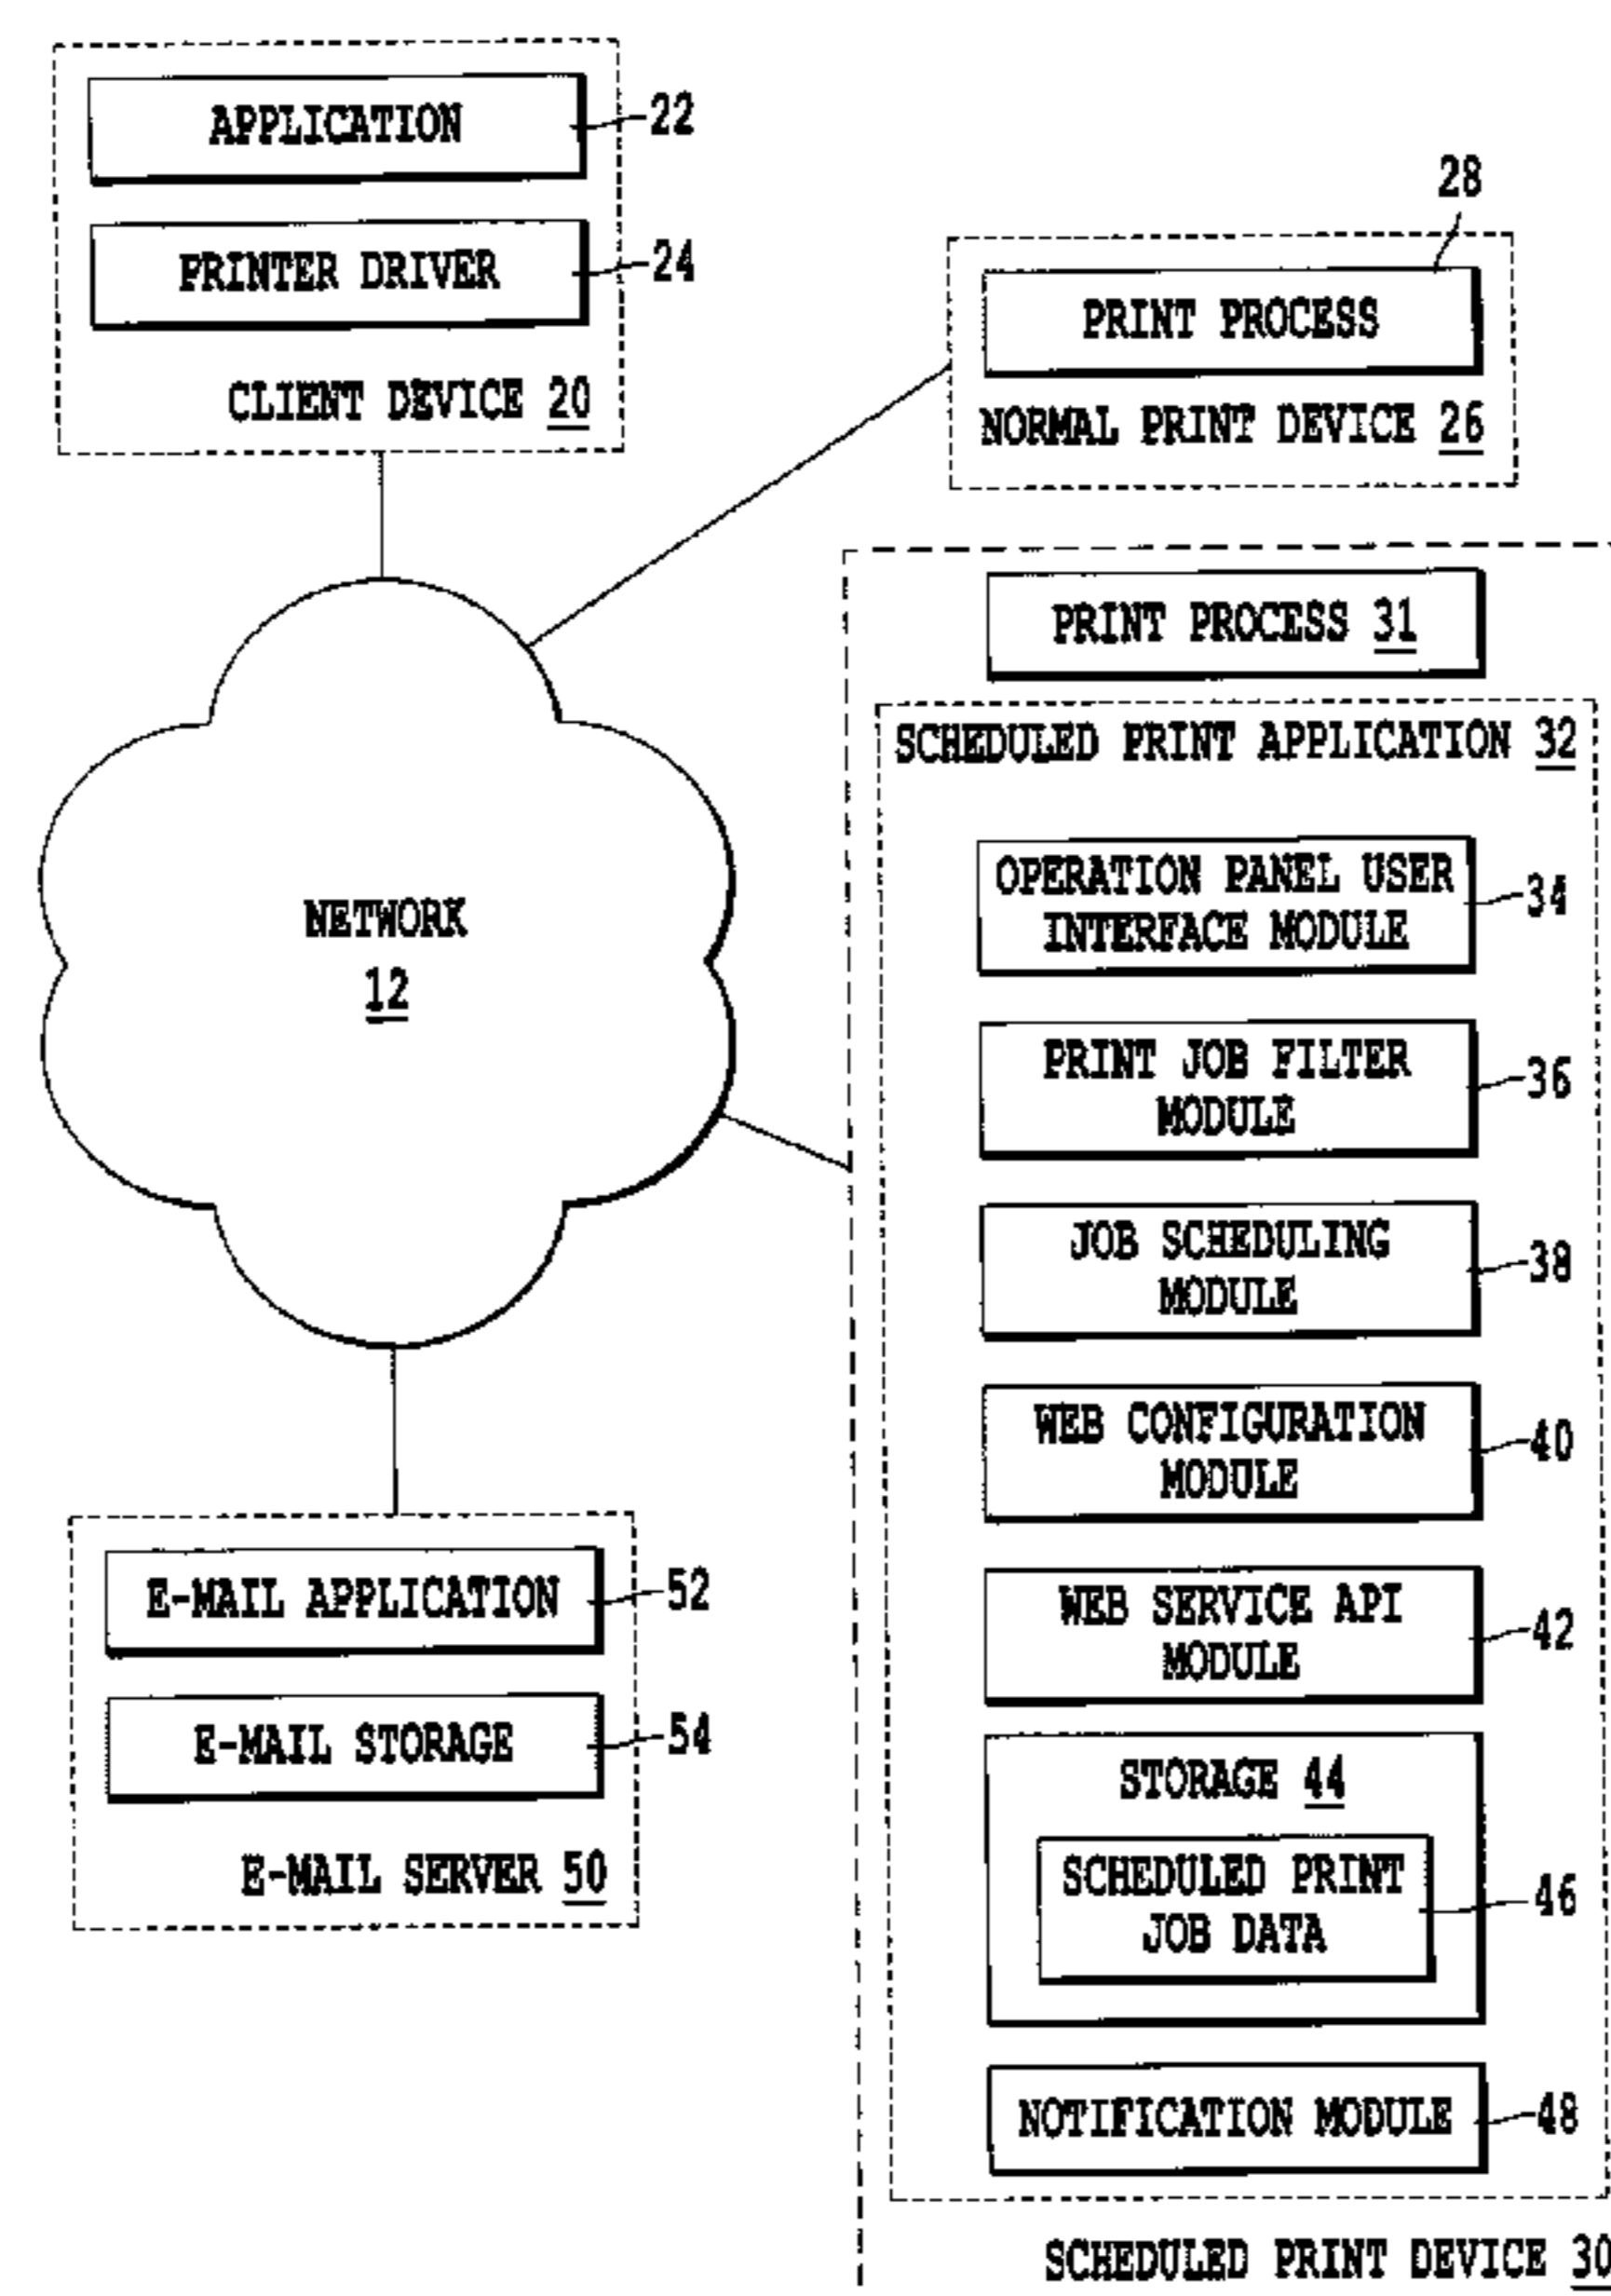 APPLICATION
22
PRINTER DRIVER
24
CLIENT DEVICE 20
28
PRINT PROCESS
NORMAL PRINT DEVICE 26
NETWORK
12
PRINT PROCESS 31
SCHEDULED PRINT APPLICATION 32
OPERATION PANEL USER
INTERFACE MODULE
34
PRINT JOB FILTER
MODULE
36
JOB SCHEDULING
MODULE
38
WEB CONFIGURATION
MODULE
40
WEB SERVICE API
MODULE
42
STORAGE 44
SCHEDULED PRINT
JOB DATA
46
NOTIFICATION MODULE
48
SCHEDULED PRINT DEVICE 30
E-MAIL APPLICATION
52
E-MAIL STORAGE
54
E-MAIL SERVER 50